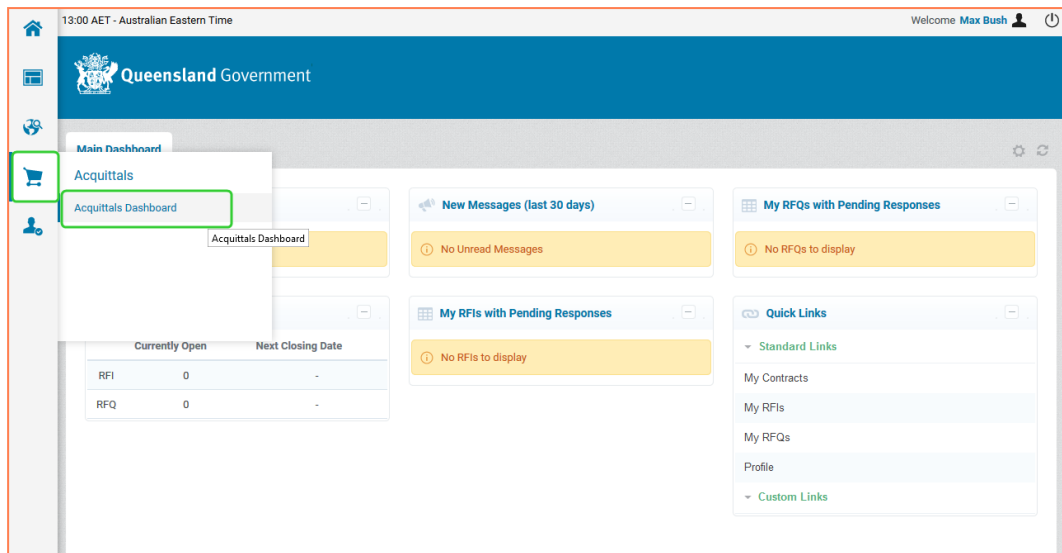 13:00 AET - Australian Eastern Time
Welcome Max Bush
Queensland Government
Main Dashboard
Acquittals
Acquittals Dashboard
Acquittals Dashboard
New Messages (last 30 days)
No Unread Messages
My RFQs with Pending Responses
No RFQs to display
Currently Open Next Closing Date
RFI 0 -
RFQ 0 -
My RFIs with Pending Responses
No RFIs to display
Quick Links
Standard Links
My Contracts
My RFIs
My RFQs
Profile
Custom Links